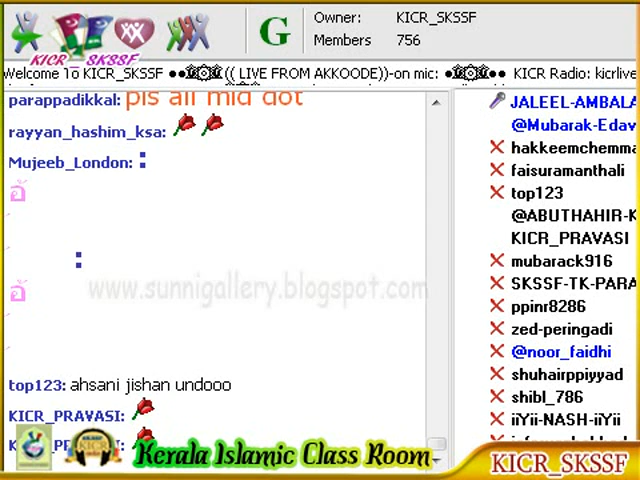 Owner: KICR_SKSSF
Members 756
G
KICR_SKSSF
Welcome To KICR_SKSSF ●●۞۞(( LIVE FROM AKKOODE))-on mic: ●۞۞●● KICR Radio: kicrlive
parappadikkal: pls all mid dot
rayyan_hashim_ksa:
Mujeeb_London: :
:
www.sunnigallery.blogspot.com
top123: ahsani jishan undooo
KICR_PRAVASI:
JALEEL-AMBALA
@Mubarak-Edav
hakkeemchemma
faisuramanthali
top123
@ABUTHAHIR-K
KICR_PRAVASI
mubarack916
SKSSF-TK-PARA
ppinr8286
zed-peringadi
@noor_faidhi
shuhairppiyyad
shibl_786
iiYii-NASH-iiYii
Kerala Islamic Class Room
KICR_SKSSF